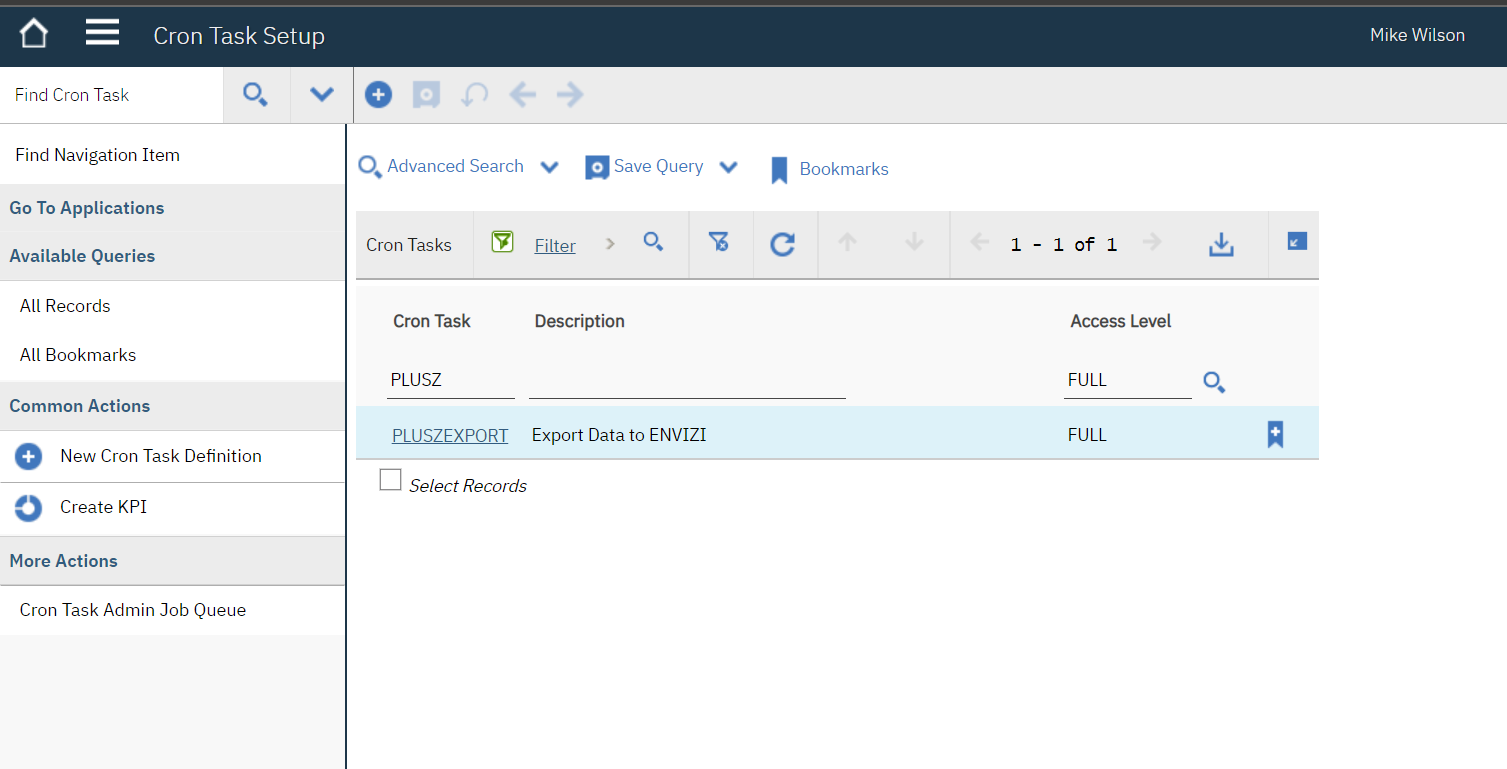 Cron Task Setup
Mike Wilson
Find Cron Task
Find Navigation Item
Go To Applications
Available Queries
All Records
All Bookmarks
Common Actions
New Cron Task Definition
Create KPI
More Actions
Cron Task Admin Job Queue
Advanced Search Save Query Bookmarks
Cron Tasks Filter 1 - 1 of 1
Cron Task Description Access Level
PLUSZ FULL
PLUSZEXPORT Export Data to ENVIZI FULL
Select Records